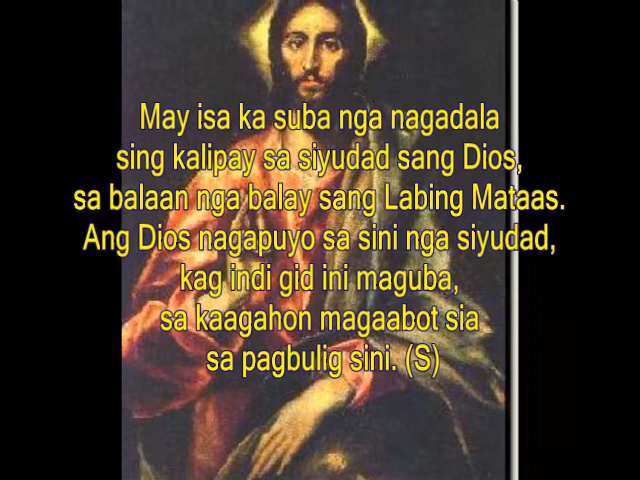 May isa ka suba nga nagadala
sing kalipay sa siyudad sang Dios,
sa balaan nga balay sang Labing Mataas.
Ang Dios nagapuyo sa sini nga siyudad,
kag indi gid ini maguba,
sa kaagahon magaabot sia
sa pagbulig sini. (S)